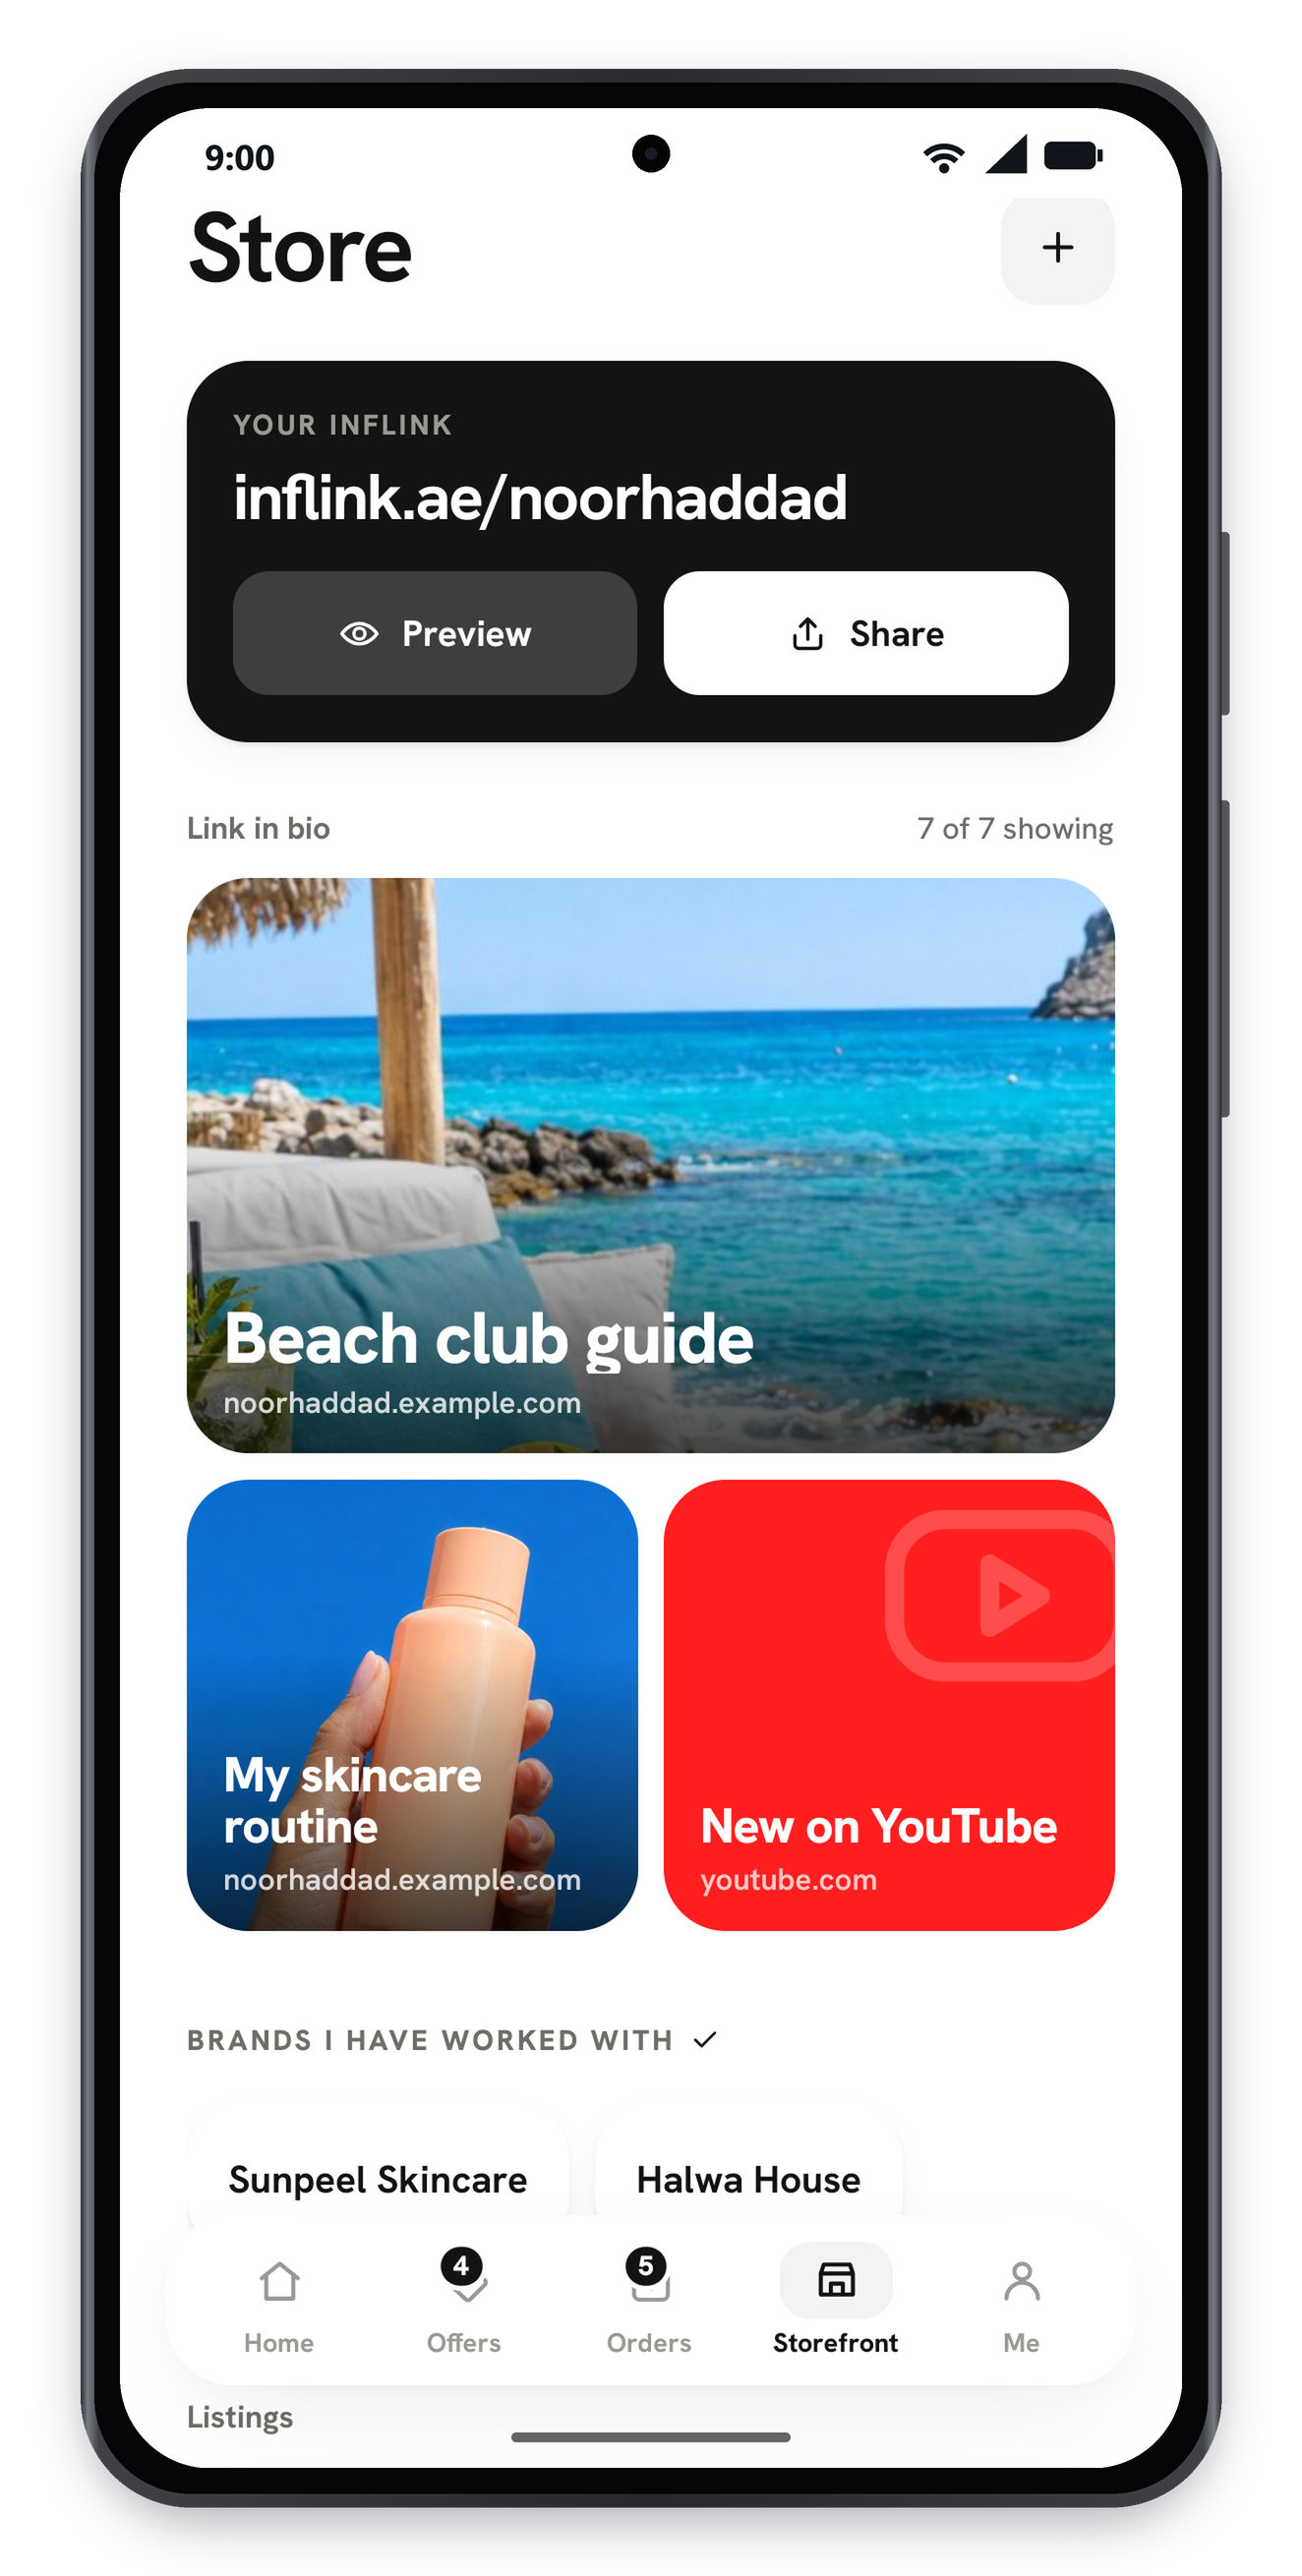 9:00
Store
YOUR INFLINK
inflink.ae/noorhaddad
Preview
Share
Link in bio
7 of 7 showing
Beach club guide
noorhaddad.example.com
My skincare
routine
noorhaddad.example.com
New on YouTube
youtube.com
BRANDS I HAVE WORKED WITH
Sunpeel Skincare
Halwa House
4
5
Home
Offers
Orders
Storefront
Me
Listings